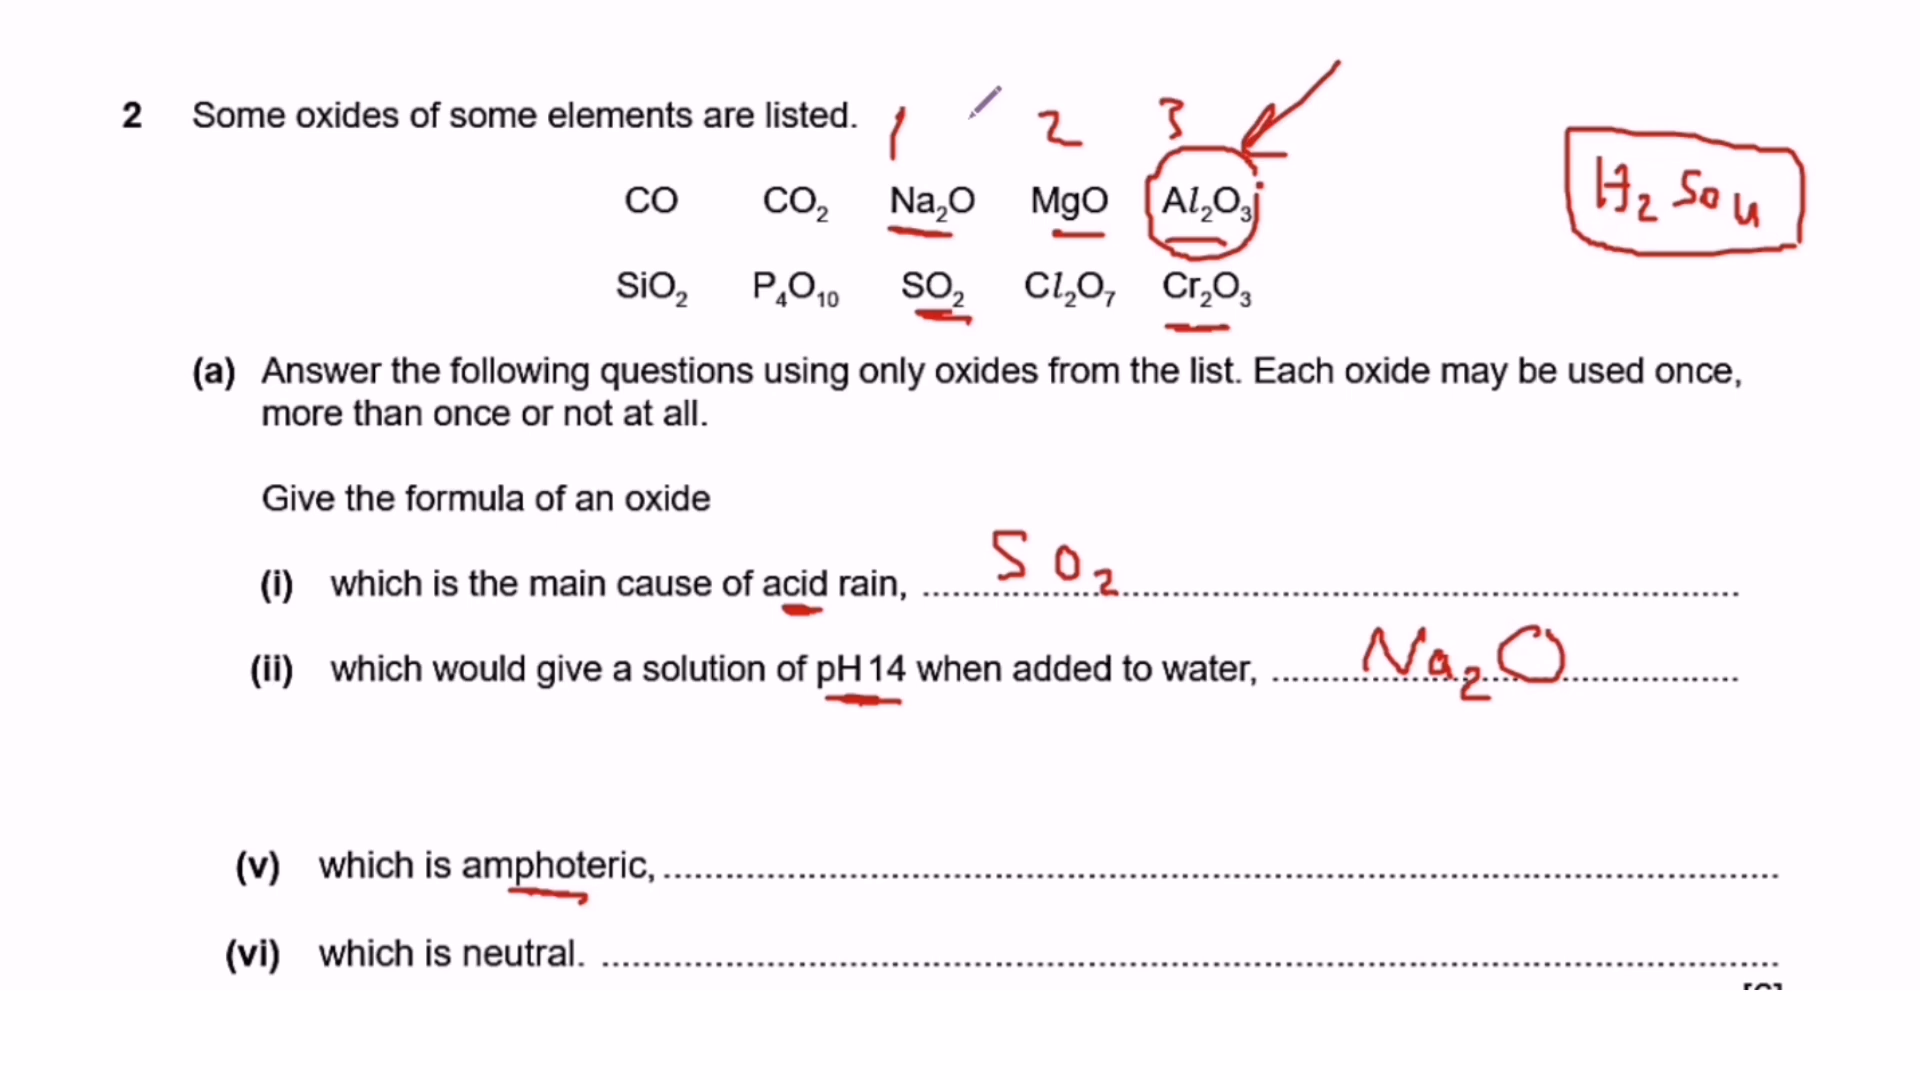 2 Some oxides of some elements are listed.
1 2 3
CO CO₂ Na₂O MgO Al₂O₃
H₂So₄
SiO₂ P₄O₁₀ SO₂ Cl₂O₇ Cr₂O₃
(a) Answer the following questions using only oxides from the list. Each oxide may be used once,
more than once or not at all.
Give the formula of an oxide
(i) which is the main cause of acid rain, SO₂
(ii) which would give a solution of pH 14 when added to water, Na₂O
(v) which is amphoteric,
(vi) which is neutral.